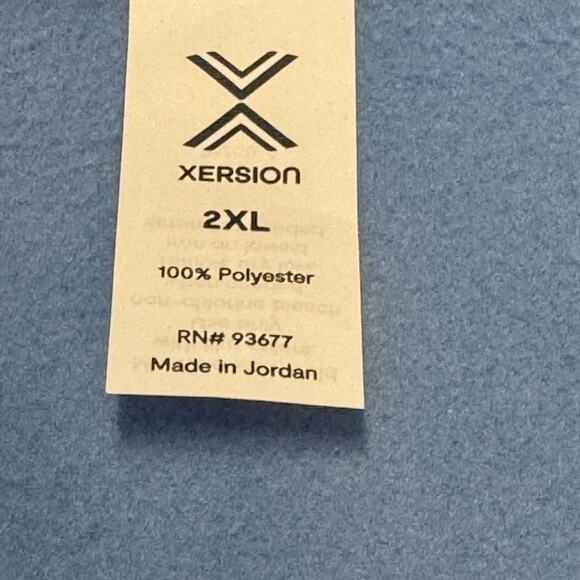 XERSION
2XL
100% Polyester
RN# 93677
Made in Jordan